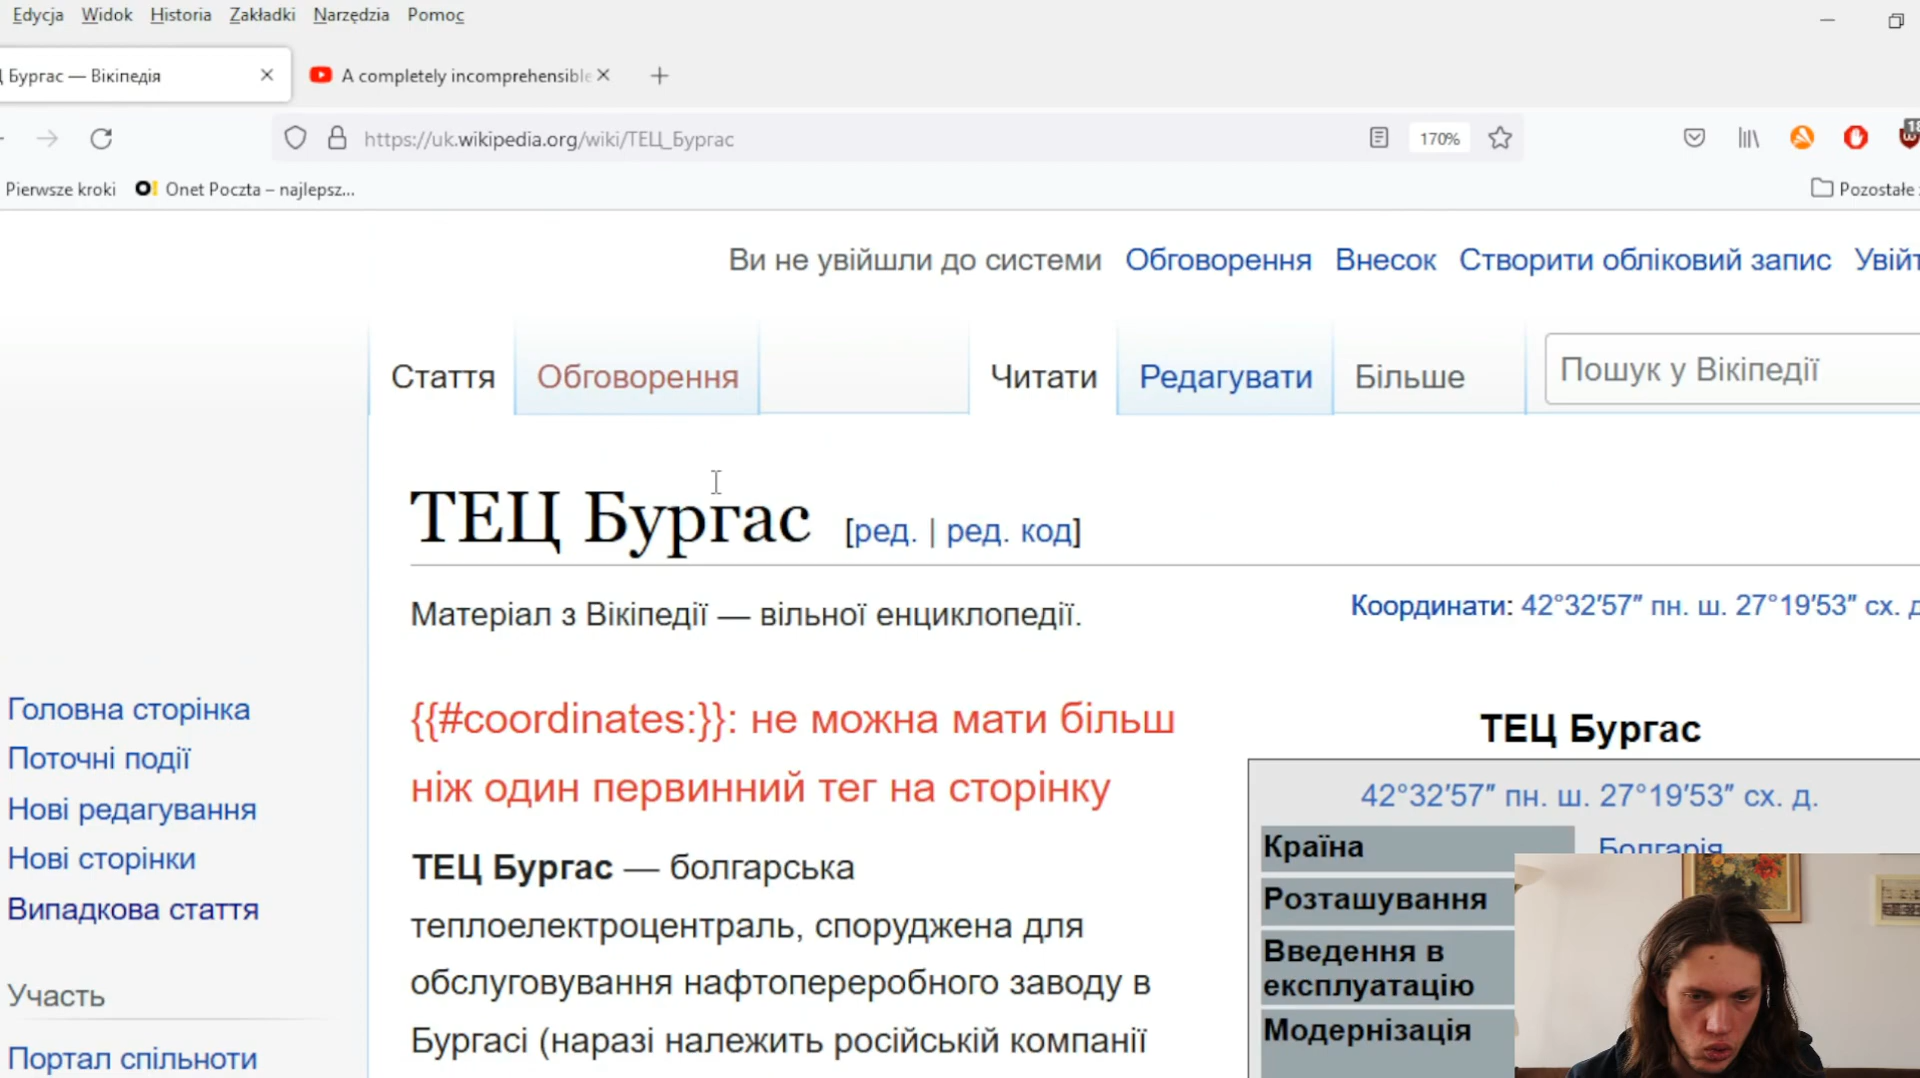 Edycja Widok Historia Zakładki Narzędzia Pomoc
Бургас — Вікіпедія A completely incomprehensible
https://uk.wikipedia.org/wiki/ТЕЦ_Бургас 170%
Pierwsze kroki Onet Poczta – najlepsz... Pozostałe
Ви не увійшли до системи Обговорення Внесок Створити обліковий запис Увійт
Стаття Обговорення Читати Редагувати Більше Пошук у Вікіпедії
ТЕЦ Бургас [ред. | ред. код]
Матеріал з Вікіпедії — вільної енциклопедії. Координати: 42°32′57″ пн. ш. 27°19′53″ сх. д
{{#coordinates:}}: не можна мати більш
ніж один первинний тег на сторінку
ТЕЦ Бургас — болгарська
теплоелектроцентраль, споруджена для
обслуговування нафтопереробного заводу в
Бургасі (наразі належить російській компанії
ТЕЦ Бургас
42°32′57″ пн. ш. 27°19′53″ сх. д.
Країна Болгарія
Розташування
Введення в
експлуатацію
Модернізація
Головна сторінка
Поточні події
Нові редагування
Нові сторінки
Випадкова стаття
Участь
Портал спільноти